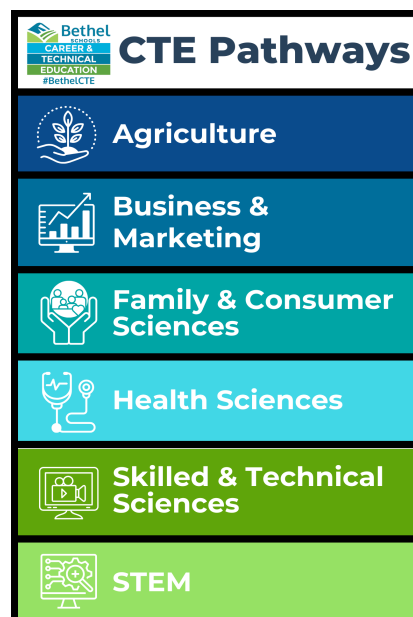 Bethel
SCHOOLS
CAREER &
TECHNICAL
EDUCATION
#BethelCTE
CTE Pathways
Agriculture
Business &
Marketing
Family & Consumer
Sciences
Health Sciences
Skilled & Technical
Sciences
STEM